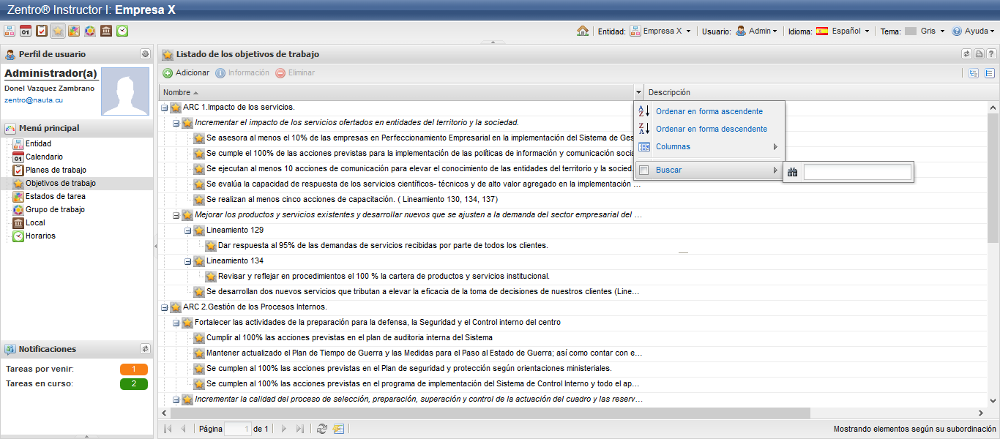 Zentro® Instructor I: Empresa X
Entidad: Empresa X Usuario: Admin Idioma: Español Tema: Gris Ayuda
Perfil de usuario
Administrador(a)
Donel Vazquez Zambrano
zentro@nauta.cu
Menú principal
Entidad
01 Calendario
Planes de trabajo
Objetivos de trabajo
Estados de tarea
Grupo de trabajo
Local
Horarios
Notificaciones
Tareas por venir: 1
Tareas en curso: 2
Listado de los objetivos de trabajo
Adicionar Información Eliminar
Nombre Descripción
ARC 1.Impacto de los servicios.
Incrementar el impacto de los servicios ofertados en entidades del territorio y la sociedad.
Se asesora al menos el 10% de las empresas en Perfeccionamiento Empresarial en la implementación del Sistema de Ges
Se cumple el 100% de las acciones previstas para la implementación de las políticas de información y comunicación socia
Se ejecutan al menos 10 acciones de comunicación para elevar el conocimiento de las entidades del territorio y la socied.
Se evalúa la capacidad de respuesta de los servicios científicos- técnicos y de alto valor agregado en la implementación ...
Se realizan al menos cinco acciones de capacitación. ( Lineamiento 130, 134, 137)
Mejorar los productos y servicios existentes y desarrollar nuevos que se ajusten a la demanda del sector empresarial del ...
Lineamiento 129
Dar respuesta al 95% de las demandas de servicios recibidas por parte de todos los clientes.
Lineamiento 134
Revisar y reflejar en procedimientos el 100 % la cartera de productos y servicios institucional.
Se desarrollan dos nuevos servicios que tributan a elevar la eficacia de la toma de decisiones de nuestros clientes (Line...
ARC 2.Gestión de los Procesos Internos.
Fortalecer las actividades de la preparación para la defensa, la Seguridad y el Control interno del centro
Cumplir al 100% las acciones previstas en el plan de auditoria interna del Sistema
Mantener actualizado el Plan de Tiempo de Guerra y las Medidas para el Paso al Estado de Guerra; así como contar con e...
Se cumplen al 100% las acciones previstas en el Plan de seguridad y protección según orientaciones ministeriales.
Se cumplen al 100% las acciones previstas en el programa de implementación del Sistema de Control Interno y todo el ap...
Incrementar la calidad del proceso de selección, preparación, superación y control de la actuación del cuadro y las reserv...
Ordenar en forma ascendente
Ordenar en forma descendente
Columnas
Buscar
Página 1 de 1
Mostrando elementos según su subordinación